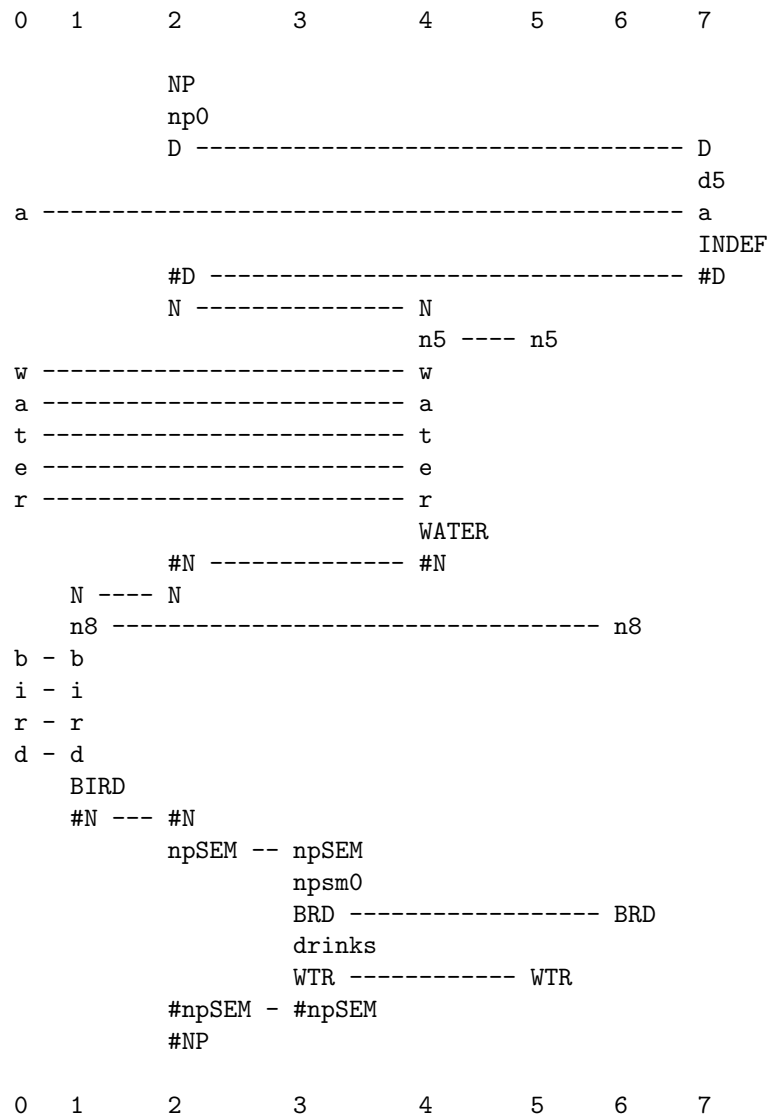 0   1      2        3        4       5     6     7
           NP
           np0
           D ----------------------------------- D
                                                 d5
a ---------------------------------------------- a
                                                 INDEF
           #D ---------------------------------- #D
           N --------------- N
                             n5 ---- n5
w -------------------------- w
a -------------------------- a
t -------------------------- t
e -------------------------- e
r -------------------------- r
                             WATER
           #N -------------- #N
    N ---- N
    n8 ----------------------------------- n8
b - b
i - i
r - r
d - d
    BIRD
    #N --- #N
           npSEM -- npSEM
                    npsm0
                    BRD ------------------ BRD
                    drinks
                    WTR ------------ WTR
           #npSEM - #npSEM
           #NP
0   1      2        3        4       5     6     7